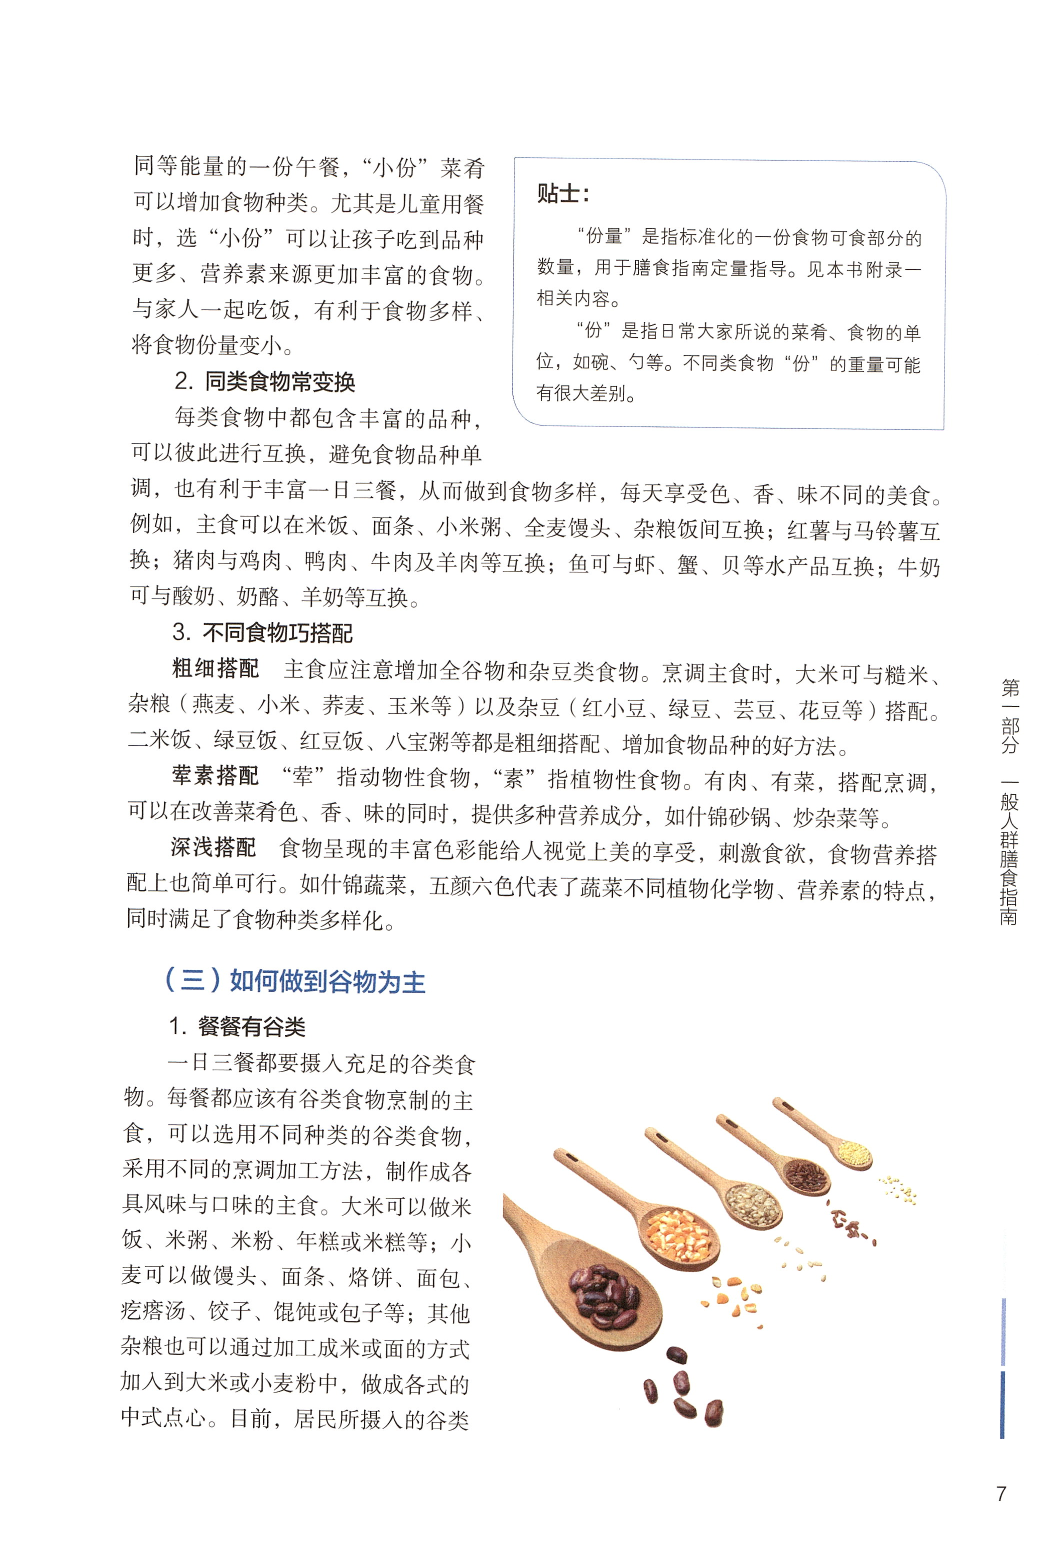 同等能量的一份午餐，“小份”菜肴
可以增加食物种类。尤其是儿童用餐
时，选“小份”可以让孩子吃到品种
更多、营养素来源更加丰富的食物。
与家人一起吃饭，有利于食物多样、
将食物份量变小。
贴士：
“份量”是指标准化的一份食物可食部分的
数量，用于膳食指南定量指导。见本书附录一
相关内容。
“份”是指日常大家所说的菜肴、食物的单
位，如碗、勺等。不同类食物“份”的重量可能
有很大差别。
2. 同类食物常变换
每类食物中都包含丰富的品种，
可以彼此进行互换，避免食物品种单
调，也有利于丰富一日三餐，从而做到食物多样，每天享受色、香、味不同的美食。
例如，主食可以在米饭、面条、小米粥、全麦馒头、杂粮饭间互换；红薯与马铃薯互
换；猪肉与鸡肉、鸭肉、牛肉及羊肉等互换；鱼可与虾、蟹、贝等水产品互换；牛奶
可与酸奶、奶酪、羊奶等互换。
3. 不同食物巧搭配
粗细搭配　主食应注意增加全谷物和杂豆类食物。烹调主食时，大米可与糙米、
杂粮（燕麦、小米、荞麦、玉米等）以及杂豆（红小豆、绿豆、芸豆、花豆等）搭配。
二米饭、绿豆饭、红豆饭、八宝粥等都是粗细搭配、增加食物品种的好方法。
荤素搭配　“荤”指动物性食物，“素”指植物性食物。有肉、有菜，搭配烹调，
可以在改善菜肴色、香、味的同时，提供多种营养成分，如什锦砂锅、炒杂菜等。
深浅搭配　食物呈现的丰富色彩能给人视觉上美的享受，刺激食欲，食物营养搭
配上也简单可行。如什锦蔬菜，五颜六色代表了蔬菜不同植物化学物、营养素的特点，
同时满足了食物种类多样化。
（三）如何做到谷物为主
1. 餐餐有谷类
一日三餐都要摄入充足的谷类食
物。每餐都应该有谷类食物烹制的主
食，可以选用不同种类的谷类食物，
采用不同的烹调加工方法，制作成各
具风味与口味的主食。大米可以做米
饭、米粥、米粉、年糕或米糕等；小
麦可以做馒头、面条、烙饼、面包、
疙瘩汤、饺子、馄饨或包子等；其他
杂粮也可以通过加工成米或面的方式
加入到大米或小麦粉中，做成各式的
中式点心。目前，居民所摄入的谷类
第一部分　一般人群膳食指南
7